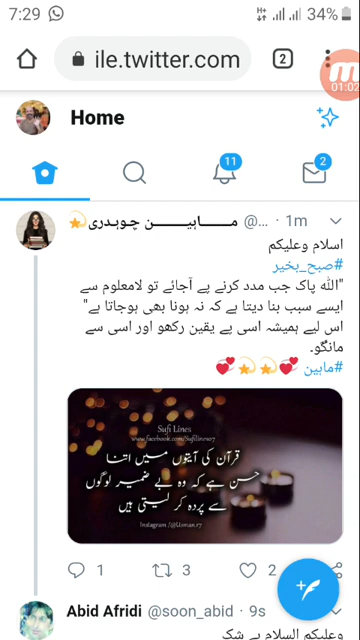 7:29
H+
34%
ile.twitter.com
2
01:02
Home
11
2
مــــاہیــــــن چـوہـدری @... · 1m
اسلام وعلیکم
#صبح_بخیر
"اللہ پاک جب مدد کرنے پے آجائے تو لامعلوم سے
ایسے سبب بنا دیتا ہے کہ نہ ہونا بھی ہوجاتا ہے"
اس لیے ہمیشہ اسی پے یقین رکھو اور اسی سے
مانگو۔
#ماہین
Sufi Lines
www.facebook.com/Sufilines07
قرآن کی آیتوں میں اتنا
حسن ہے کہ وہ بے ضمیر لوگوں
سے پردہ کر لیتی ہیں
Instagram /@Usman.r7
1
3
2
Abid Afridi @soon_abid · 9s
وعلیکم السلام بے شک